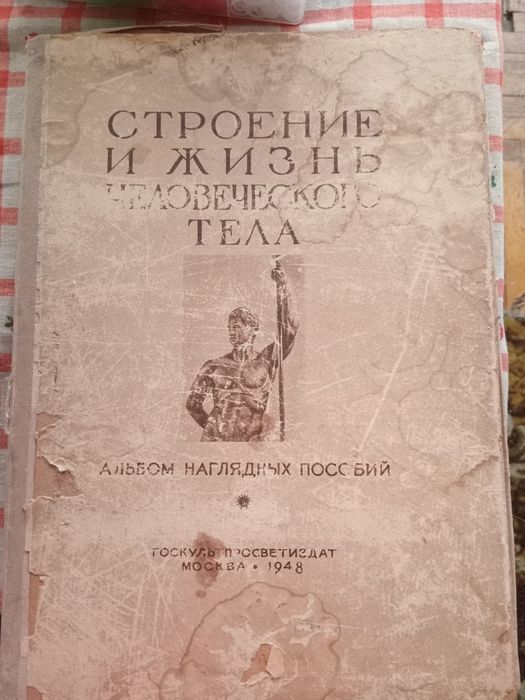 СТРОЕНИЕ
И ЖИЗНЬ
ЧЕЛОВЕЧЕСКОГО
ТЕЛА
АЛЬБОМ НАГЛЯДНЫХ ПОСОБИЙ
ГОСКУЛЬТПРОСВЕТИЗДАТ
МОСКВА • 1948